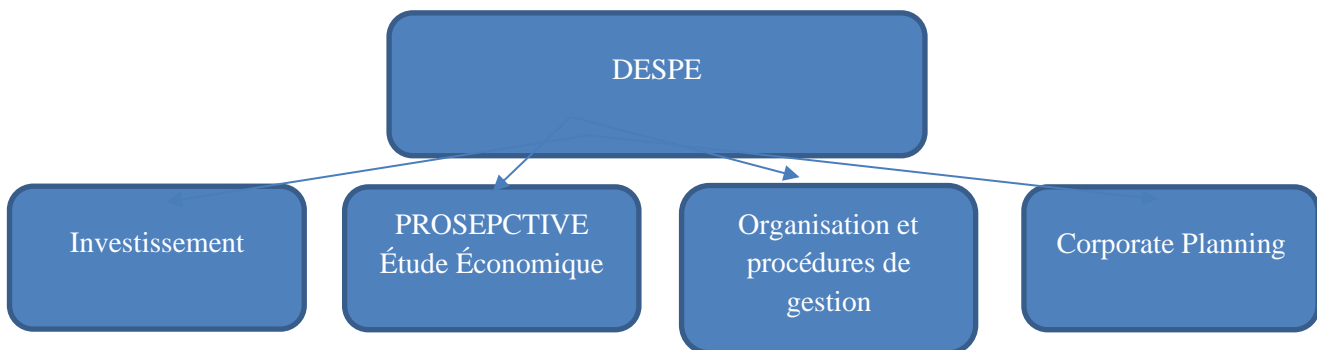 DESPE
Investissement
PROSEPCTIVE
Étude Économique
Organisation et
procédures de
gestion
Corporate Planning